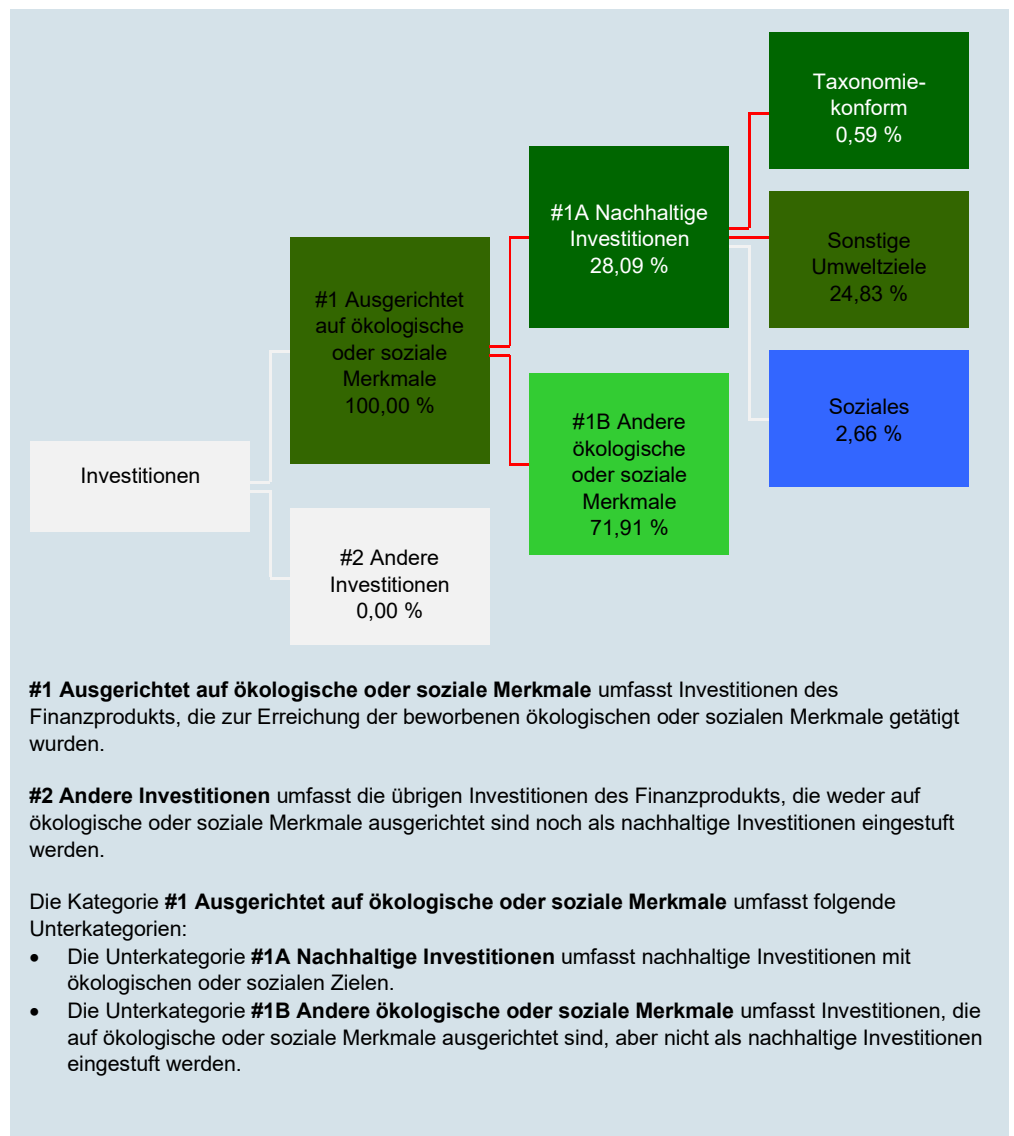 Taxonomie-
konform
0,59 %
#1A Nachhaltige
Investitionen
28,09 %
Sonstige
Umweltziele
24,83 %
#1 Ausgerichtet
auf ökologische
oder soziale
Merkmale
100,00 %
Soziales
2,66 %
#1B Andere
ökologische
oder soziale
Merkmale
71,91 %
Investitionen
#2 Andere
Investitionen
0,00 %
#1 Ausgerichtet auf ökologische oder soziale Merkmale umfasst Investitionen des
Finanzprodukts, die zur Erreichung der beworbenen ökologischen oder sozialen Merkmale getätigt
wurden.
#2 Andere Investitionen umfasst die übrigen Investitionen des Finanzprodukts, die weder auf
ökologische oder soziale Merkmale ausgerichtet sind noch als nachhaltige Investitionen eingestuft
werden.
Die Kategorie #1 Ausgerichtet auf ökologische oder soziale Merkmale umfasst folgende
Unterkategorien:
• Die Unterkategorie #1A Nachhaltige Investitionen umfasst nachhaltige Investitionen mit
ökologischen oder sozialen Zielen.
• Die Unterkategorie #1B Andere ökologische oder soziale Merkmale umfasst Investitionen, die
auf ökologische oder soziale Merkmale ausgerichtet sind, aber nicht als nachhaltige Investitionen
eingestuft werden.